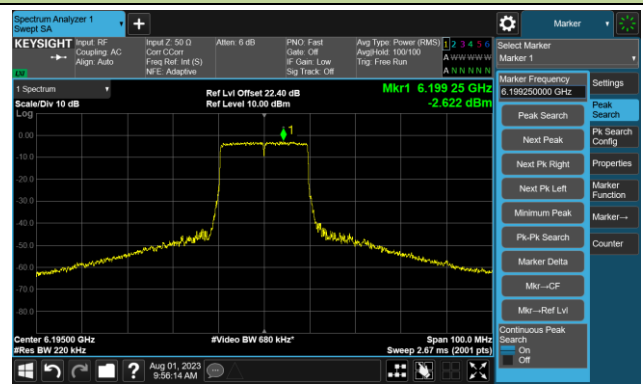 Spectrum Analyzer 1
Swept SA
+
Marker
KEYSIGHT
Input: RF
Coupling: AC
Align: Auto
Input Z: 50 Ω
Corr CCorr
Freq Ref: Int (S)
NFE: Adaptive
Atten: 6 dB
PNO: Fast
Gate: Off
IF Gain: Low
Sig Track: Off
Avg Type: Power (RMS)
Avg|Hold: 100/100
Trig: Free Run
1 2 3 4 5 6
A W W W W W
A N N N N N
LXI
Select Marker
Marker 1
1 Spectrum
Scale/Div 10 dB
Log
Ref Lvl Offset 22.40 dB
Ref Level 10.00 dBm
Mkr1 6.199 25 GHz
-2.622 dBm
1
0.00
-10.0
-20.0
-30.0
-40.0
-50.0
-60.0
-70.0
-80.0
Center 6.19500 GHz
#Res BW 220 kHz
#Video BW 680 kHz*
Span 100.0 MHz
Sweep 2.67 ms (2001 pts)
Marker Frequency
6.199250000 GHz
Peak Search
Next Peak
Next Pk Right
Next Pk Left
Minimum Peak
Pk-Pk Search
Marker Delta
Mkr→CF
Mkr→Ref Lvl
Continuous Peak
Search
On
Off
Settings
Peak
Search
Pk Search
Config
Properties
Marker
Function
Marker→
Counter
?
Aug 01, 2023
9:56:14 AM